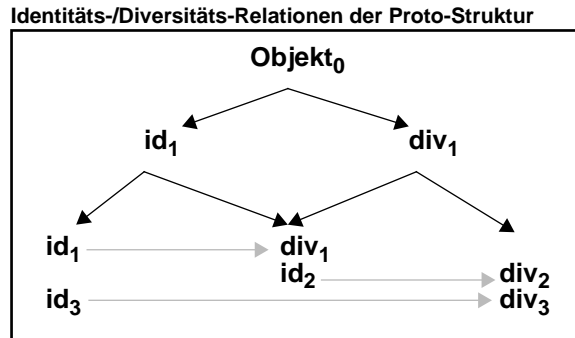 Identitäts-/Diversitäts-Relationen der Proto-Struktur
Objekt₀
id₁ div₁
id₁ div₁
id₂ div₂
id₃ div₃